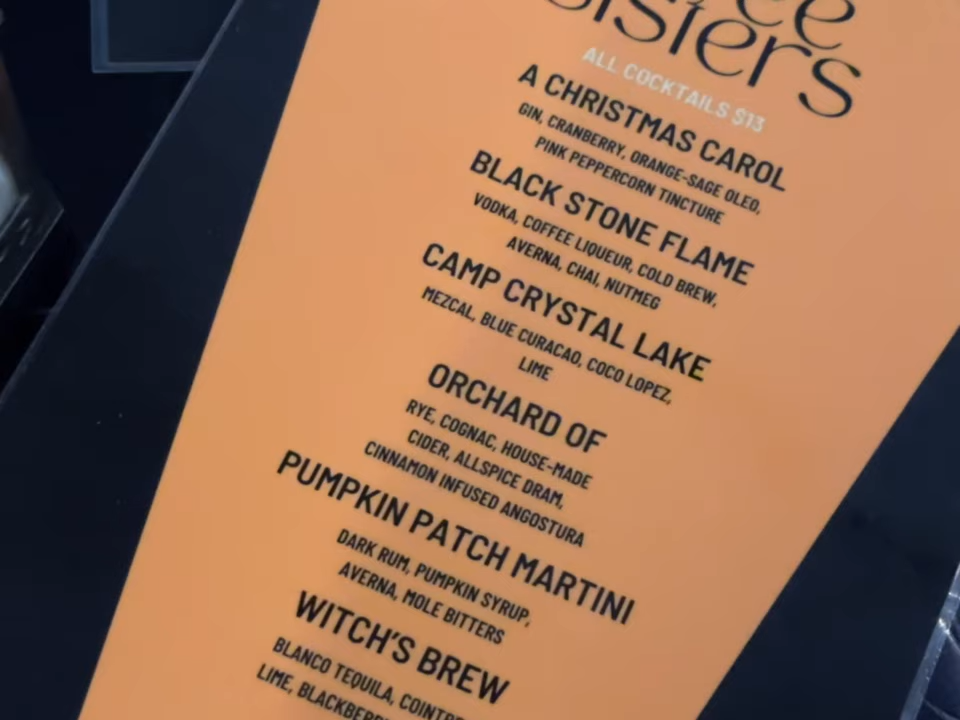 ALL COCKTAILS $13
A CHRISTMAS CAROL
GIN, CRANBERRY, ORANGE-SAGE OLEO,
PINK PEPPERCORN TINCTURE
BLACK STONE FLAME
VODKA, COFFEE LIQUEUR, COLD BREW,
AVERNA, CHAI, NUTMEG
CAMP CRYSTAL LAKE
MEZCAL, BLUE CURACAO, COCO LOPEZ,
LIME
ORCHARD OF
RYE, COGNAC, HOUSE-MADE
CIDER, ALLSPICE DRAM,
CINNAMON INFUSED ANGOSTURA
PUMPKIN PATCH MARTINI
DARK RUM, PUMPKIN SYRUP,
AVERNA, MOLE BITTERS
WITCH'S BREW
BLANCO TEQUILA,
LIME,